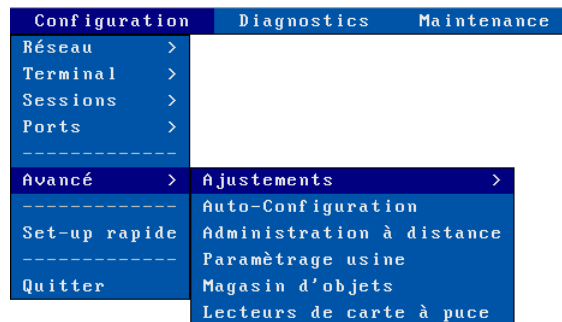 Configuration Diagnostics Maintenance
Réseau >
Terminal >
Sessions >
Ports >
-------------
Avancé > Ajustements >
------------- Auto-Configuration
Set-up rapide Administration à distance
------------- Paramètrage usine
Quitter Magasin d'objets
Lecteurs de carte à puce